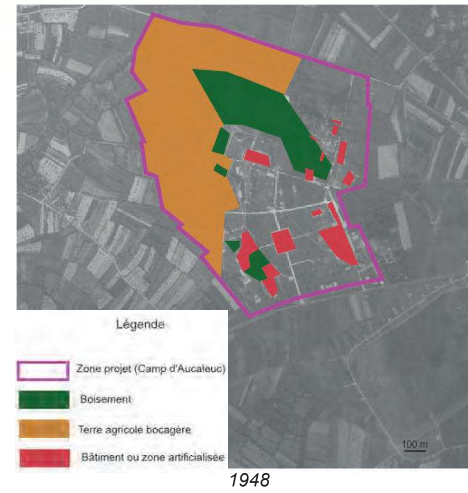 Légende
Zone projet (Camp d'Aucaleuc)
Boisement
Terre agricole bocagère
Bâtiment ou zone artificialisée
100 m
1948